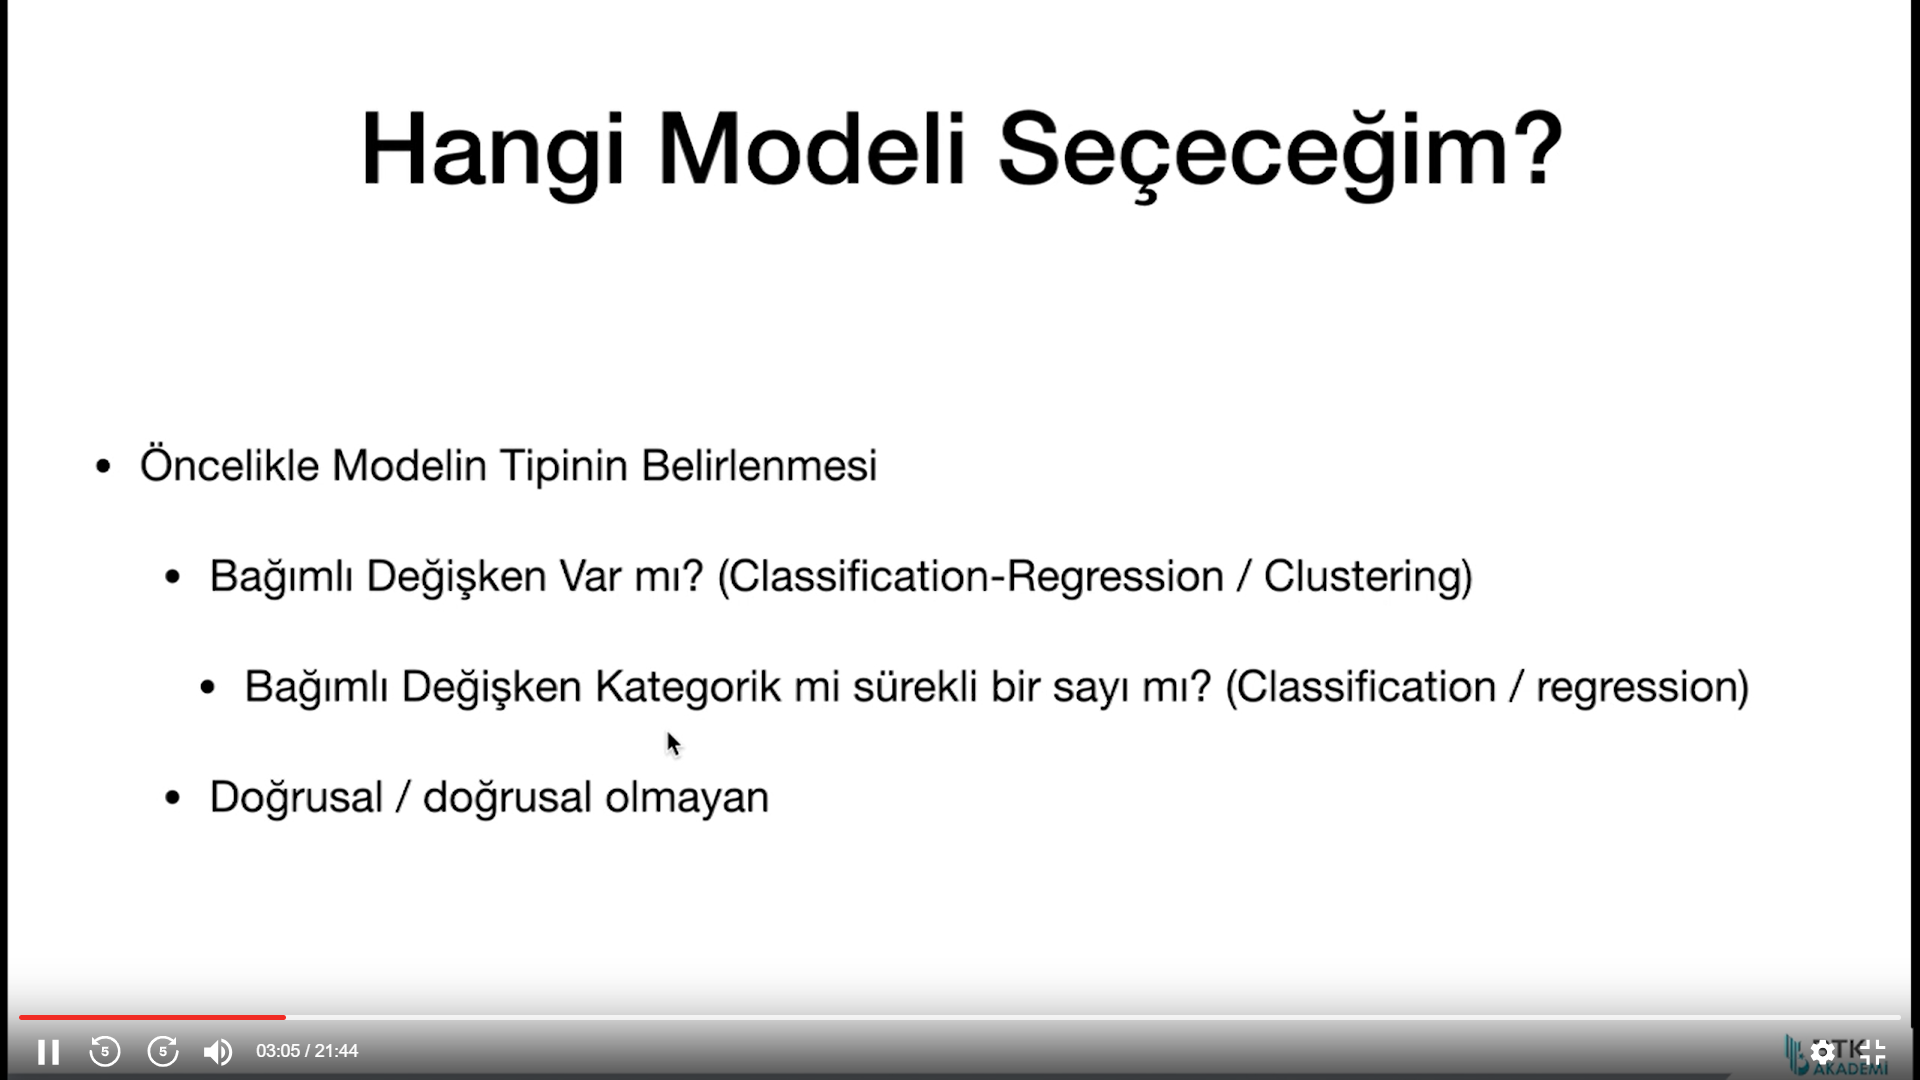 Hangi Modeli Seçeceğim?
• Öncelikle Modelin Tipinin Belirlenmesi
• Bağımlı Değişken Var mı? (Classification-Regression / Clustering)
• Bağımlı Değişken Kategorik mi sürekli bir sayı mı? (Classification / regression)
• Doğrusal / doğrusal olmayan
5 5 03:05 / 21:44
BTK
AKADEMİ